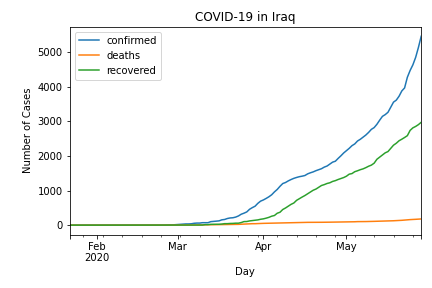 COVID-19 in Iraq
confirmed
deaths
recovered
Number of Cases
5000
4000
3000
2000
1000
0
Feb
2020
Mar
Apr
May
Day